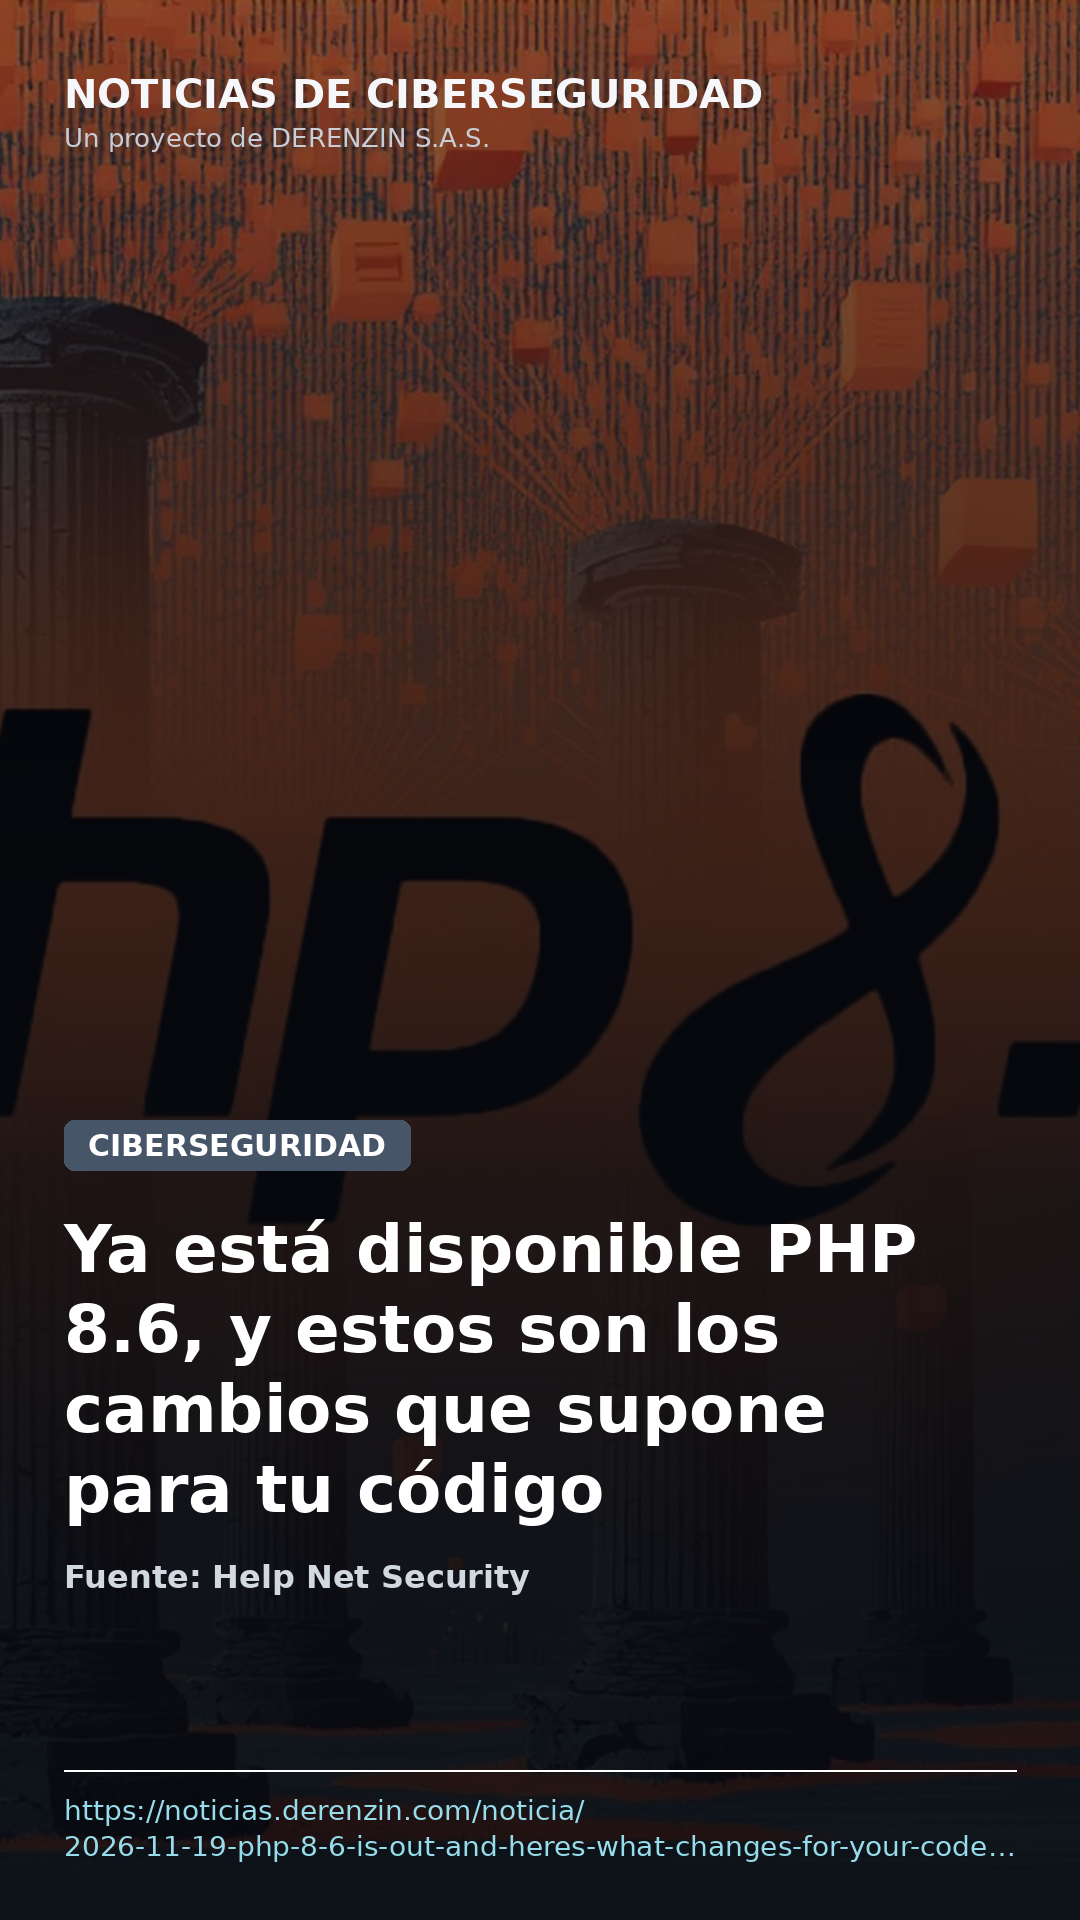 NOTICIAS DE CIBERSEGURIDAD
Un proyecto de DERENZIN S.A.S.
hp 8.
CIBERSEGURIDAD
Ya está disponible PHP
8.6, y estos son los
cambios que supone
para tu código
Fuente: Help Net Security
https://noticias.derenzin.com/noticia/
2026-11-19-php-8-6-is-out-and-heres-what-changes-for-your-code…